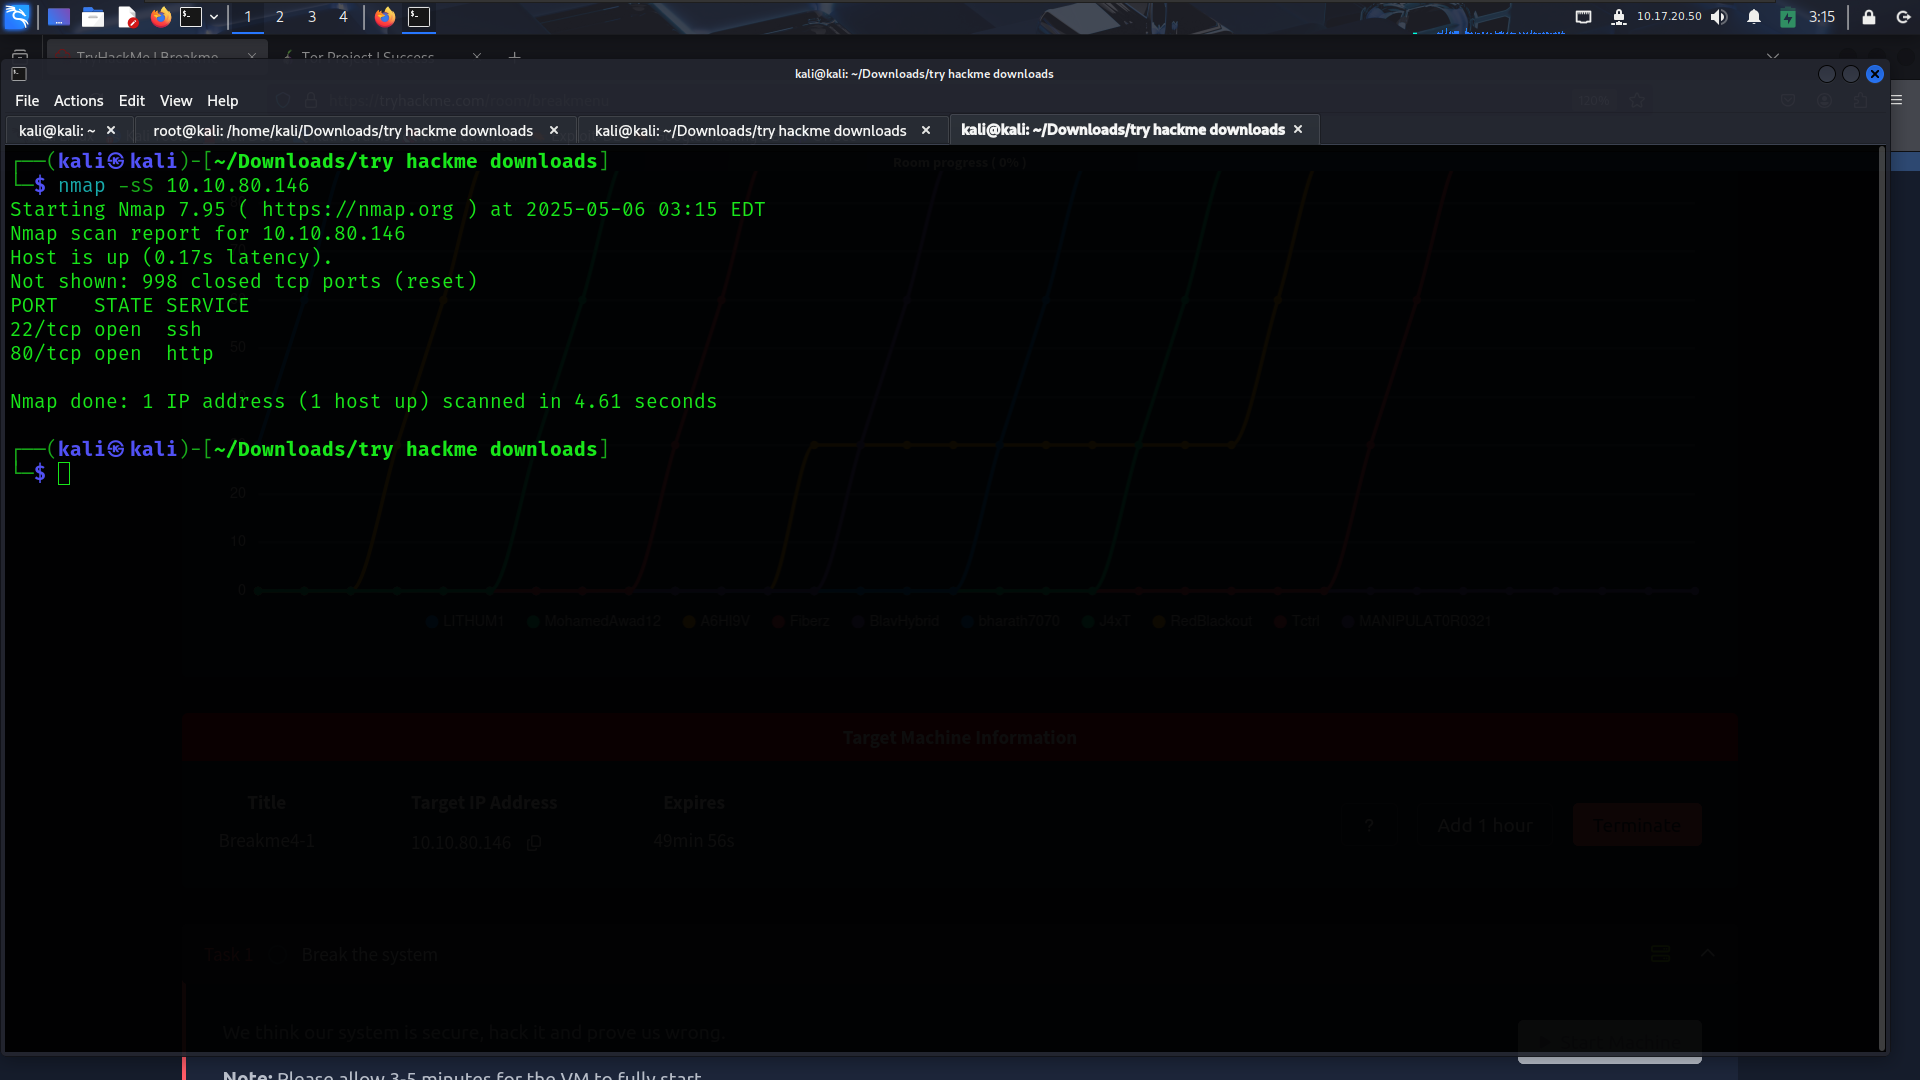 1 2 3 4 10.17.20.50 3:15
TryHackMe | Breakme Tor Project | Success
kali@kali: ~/Downloads/try hackme downloads
File Actions Edit View Help
kali@kali: ~ root@kali: /home/kali/Downloads/try hackme downloads kali@kali: ~/Downloads/try hackme downloads kali@kali: ~/Downloads/try hackme downloads
Room progress ( 0% )
(kali㉿kali)-[~/Downloads/try hackme downloads]
$ nmap -sS 10.10.80.146
Starting Nmap 7.95 ( https://nmap.org ) at 2025-05-06 03:15 EDT
Nmap scan report for 10.10.80.146
Host is up (0.17s latency).
Not shown: 998 closed tcp ports (reset)
PORT STATE SERVICE
22/tcp open ssh
80/tcp open http
50
Nmap done: 1 IP address (1 host up) scanned in 4.61 seconds
(kali㉿kali)-[~/Downloads/try hackme downloads]
$
20
10
0
LITHUM1 MohamedAwad12 A6HI9V Fiberz BlavHybrid bharath7070 J4xT RedBlackout MANIPULAT0R0321
Target Machine Information
Title Target IP Address Expires
Breakme4-1 10.10.80.146 49min 56s ? Add 1 hour Terminate
Task 1 Break the system
We think our system is secure, hack it and prove us wrong.
Note: Please allow 3-5 minutes for the VM to fully start